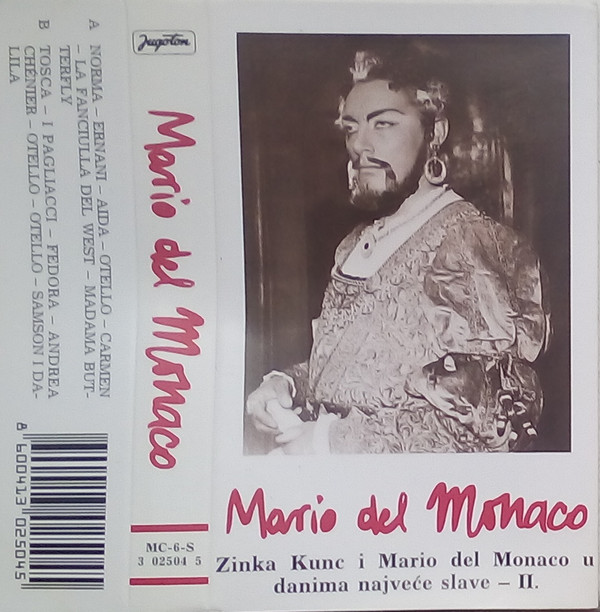 A NORMA – ERNANI – AIDA – OTELLO – CARMEN
– LA FANCIULLA DEL WEST – MADAMA BUT-
TERFLY
B TOSCA – I PAGLIACCI – FEDORA – ANDREA
CHÉNIER – OTELLO – OTELLO – SAMSON I DA-
LILA
8 600413 025045
Jugoton
Mario del Monaco
MC-6-S
3 02504 5
Mario del Monaco
Zinka Kunc i Mario del Monaco u
danima najveće slave – II.